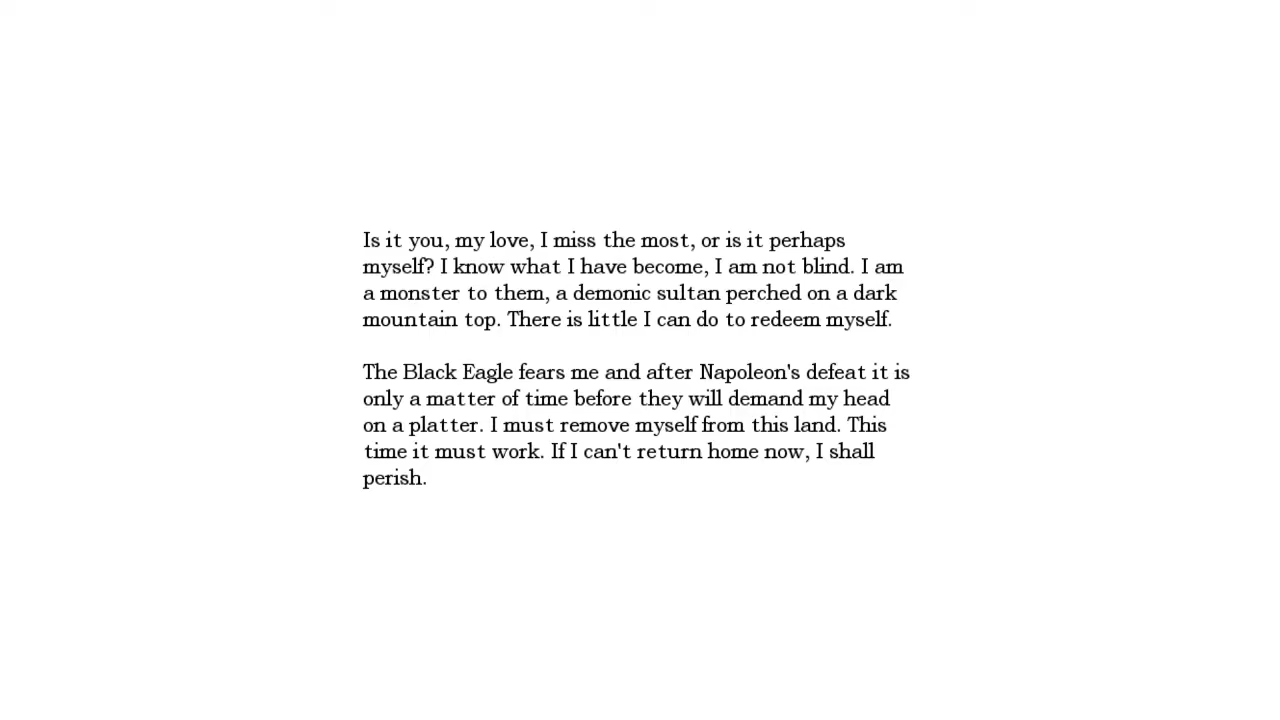 Is it you, my love, I miss the most, or is it perhaps
myself? I know what I have become, I am not blind. I am
a monster to them, a demonic sultan perched on a dark
mountain top. There is little I can do to redeem myself.
The Black Eagle fears me and after Napoleon's defeat it is
only a matter of time before they will demand my head
on a platter. I must remove myself from this land. This
time it must work. If I can't return home now, I shall
perish.